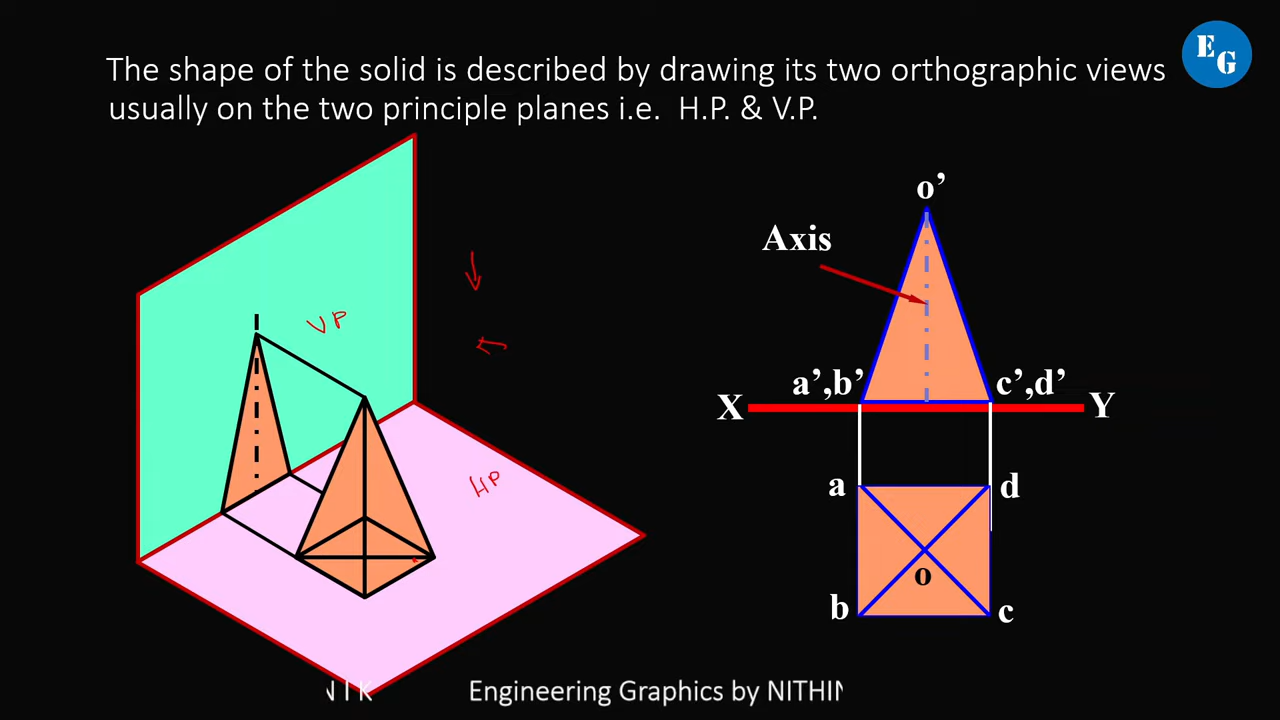 The shape of the solid is described by drawing its two orthographic views
usually on the two principle planes i.e. H.P. & V.P.
E
G
VP
HP
o’
Axis
a’,b’
c’,d’
X
Y
a
d
o
b
c
Engineering Graphics by NITHIN